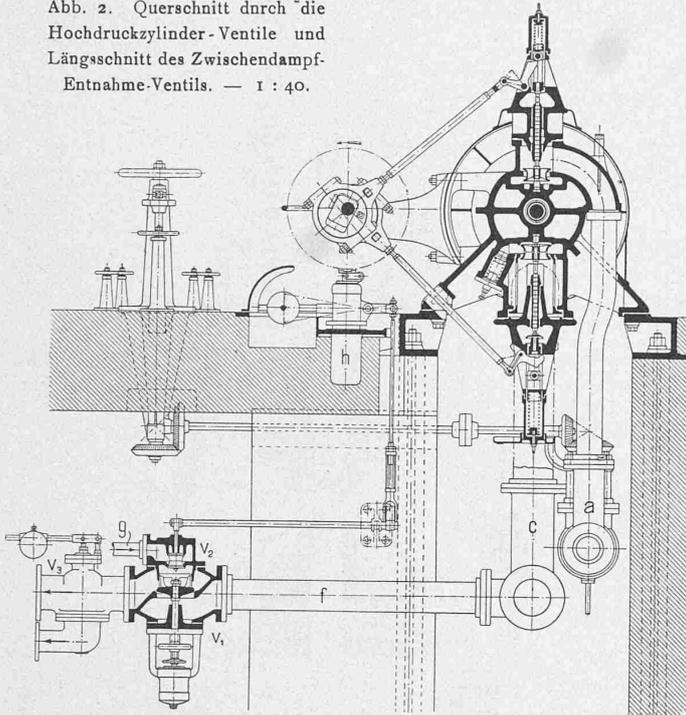 Abb. 2. Querschnitt dnrch die
Hochdruckzylinder-Ventile und
Längsschnitt des Zwischendampf-
Entnahme-Ventils. — 1 : 40.
h
g
V₂
V₃
f
V₁
c
a